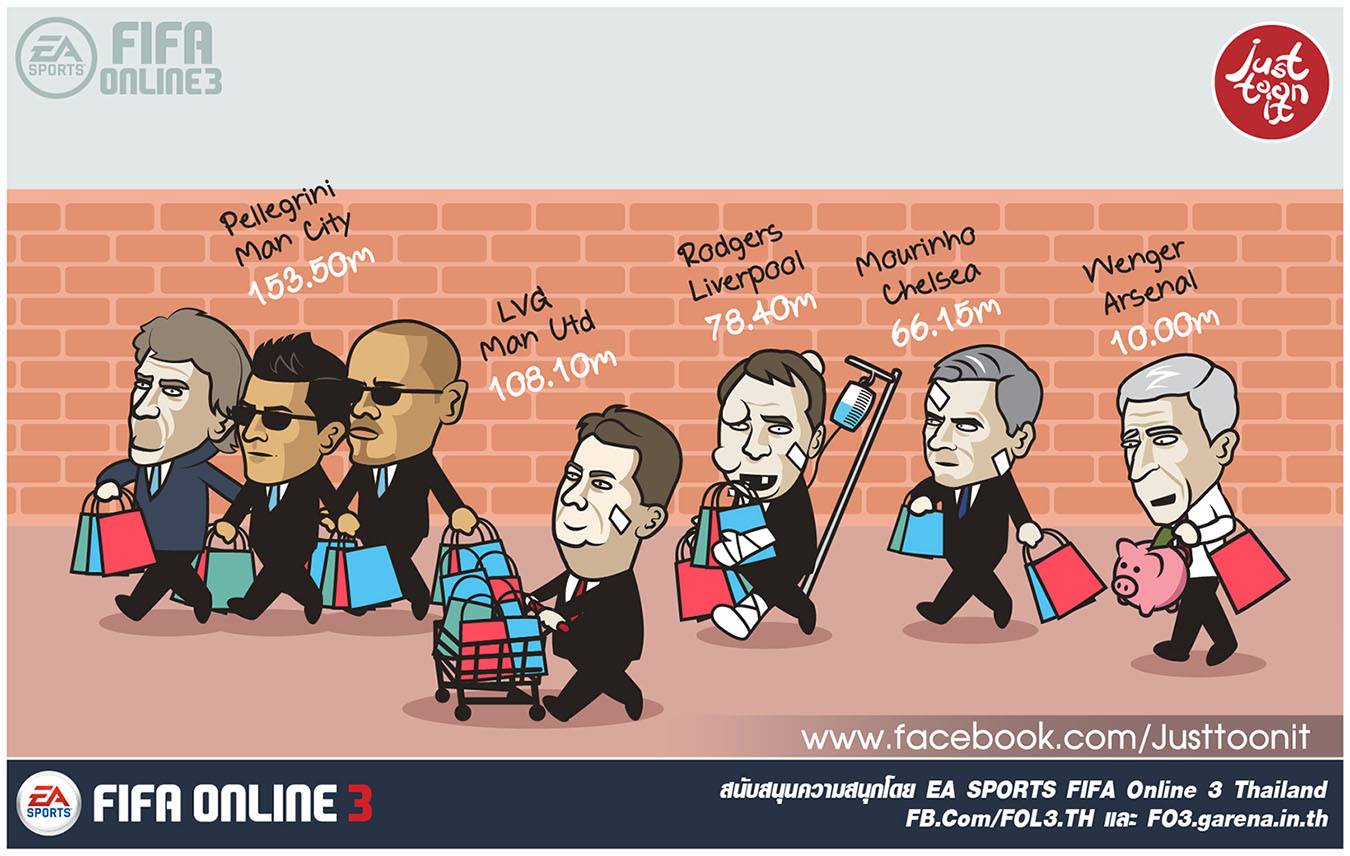 EA
SPORTS
FIFA
ONLINE 3
just
toon
it
Pellegrini
Man City
153.50m
LVG
Man Utd
108.10m
Rodgers
Liverpool
78.40m
Mourinho
Chelsea
66.15m
Wenger
Arsenal
10.00m
www.facebook.com/Justtoonit
EA
SPORTS
FIFA ONLINE 3
สนับสนุนความสนุกโดย EA SPORTS FIFA Online 3 Thailand
FB.Com/FOL3.TH และ FO3.garena.in.th